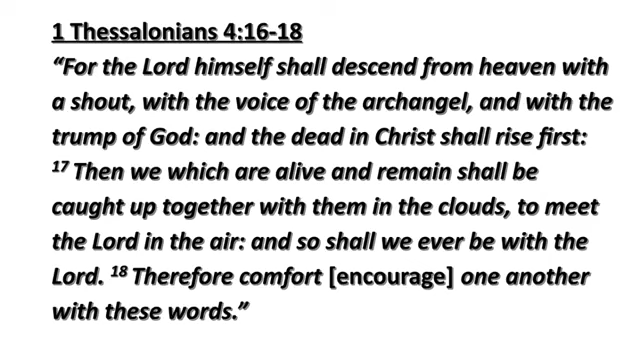 1 Thessalonians 4:16-18
“For the Lord himself shall descend from heaven with
a shout, with the voice of the archangel, and with the
trump of God: and the dead in Christ shall rise first:
17 Then we which are alive and remain shall be
caught up together with them in the clouds, to meet
the Lord in the air: and so shall we ever be with the
Lord. 18 Therefore comfort [encourage] one another
with these words.”